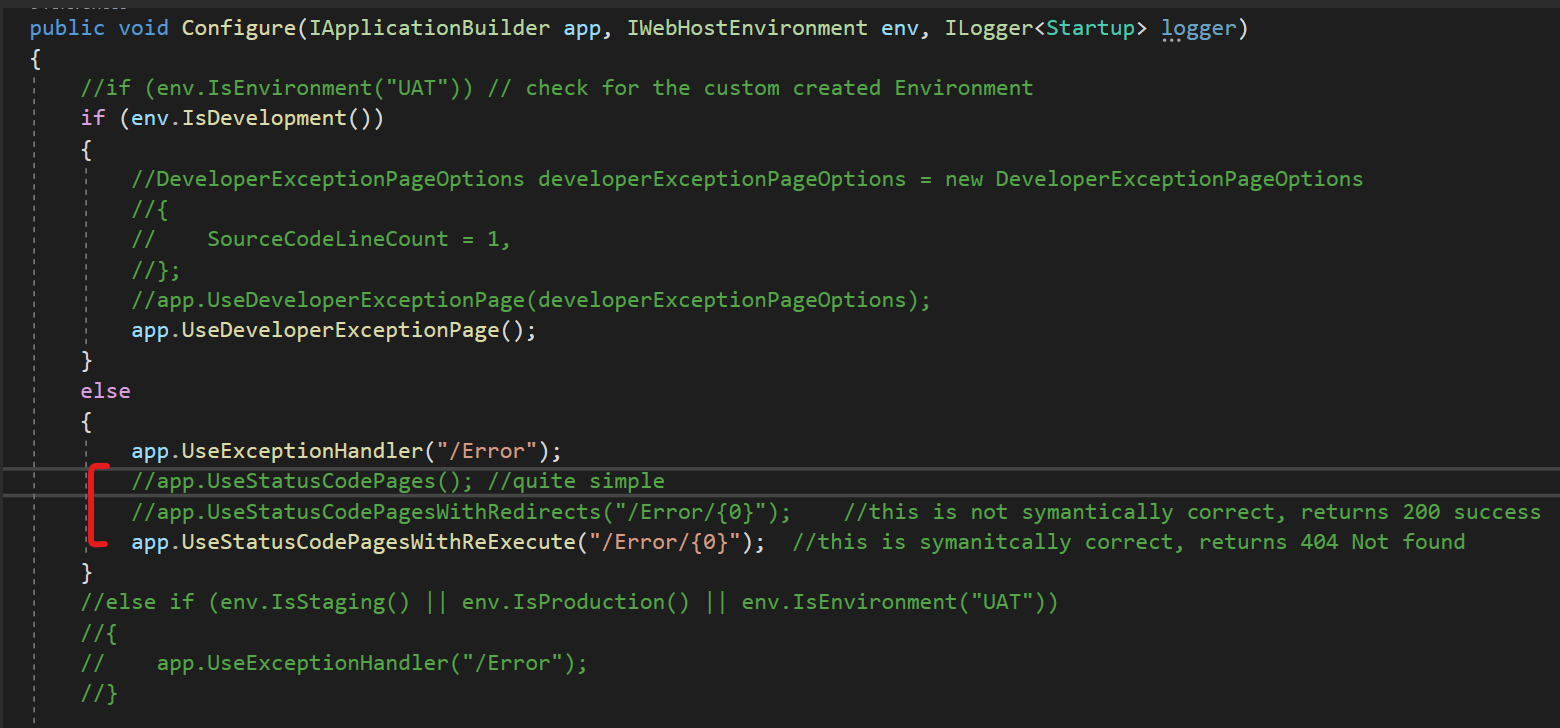 public void Configure(IApplicationBuilder app, IWebHostEnvironment env, ILogger<Startup> logger)
{
//if (env.IsEnvironment("UAT")) // check for the custom created Environment
if (env.IsDevelopment())
{
//DeveloperExceptionPageOptions developerExceptionPageOptions = new DeveloperExceptionPageOptions
//{
//    SourceCodeLineCount = 1,
//};
//app.UseDeveloperExceptionPage(developerExceptionPageOptions);
app.UseDeveloperExceptionPage();
}
else
{
app.UseExceptionHandler("/Error");
//app.UseStatusCodePages(); //quite simple
//app.UseStatusCodePagesWithRedirects("/Error/{0}");    //this is not symantically correct, returns 200 success
app.UseStatusCodePagesWithReExecute("/Error/{0}");  //this is symanitcally correct, returns 404 Not found
}
//else if (env.IsStaging() || env.IsProduction() || env.IsEnvironment("UAT"))
//{
//    app.UseExceptionHandler("/Error");
//}